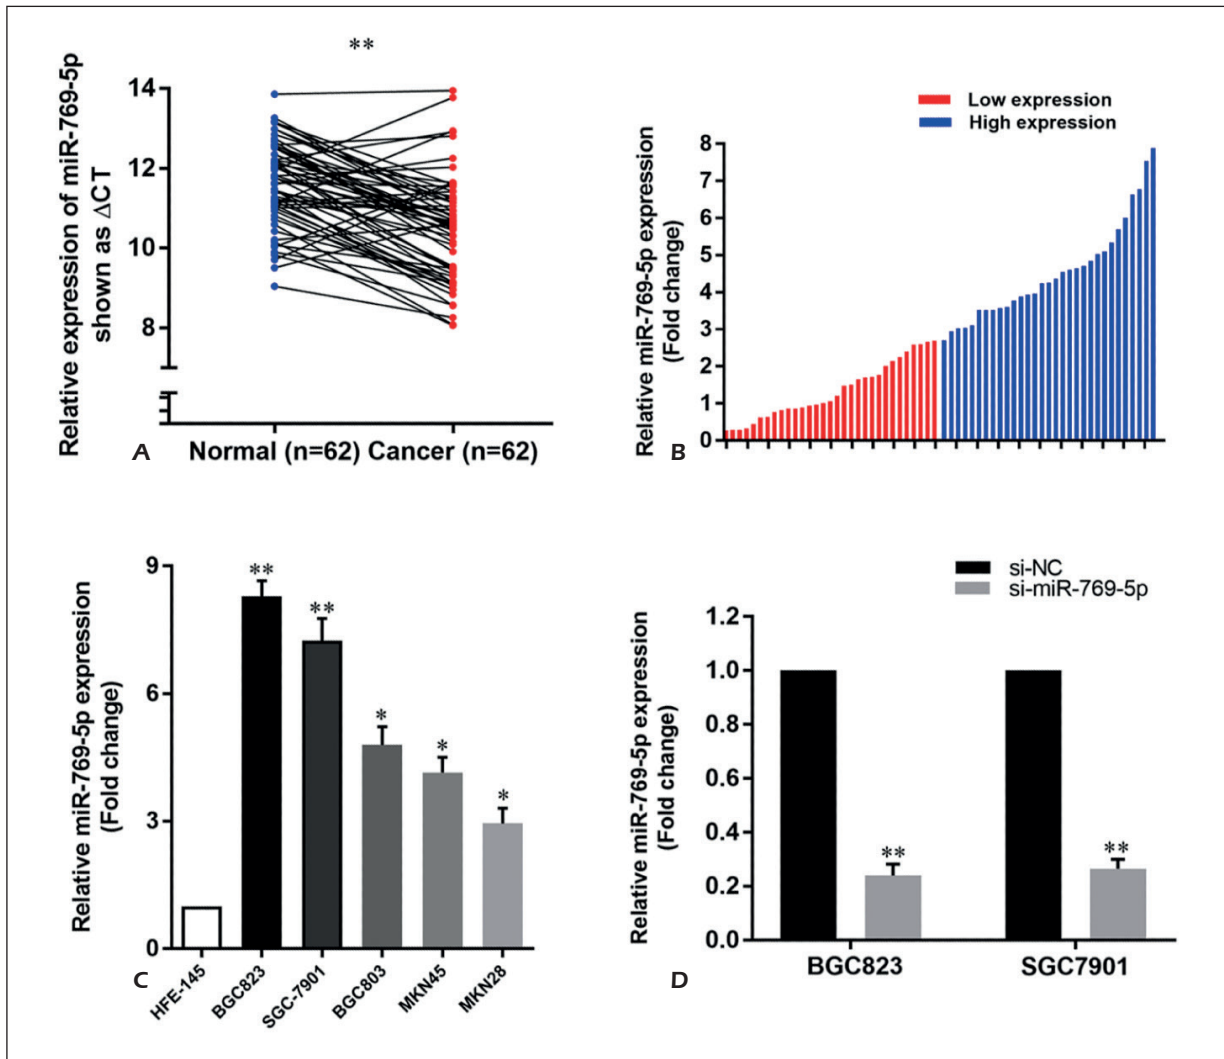 **
Relative expression of miR-769-5p
shown as ΔCT
14
12
10
8
Normal (n=62) Cancer (n=62)
A
Low expression
High expression
Relative miR-769-5p expression
(Fold change)
8
7
6
5
4
3
2
1
0
B
Relative miR-769-5p expression
(Fold change)
9
6
3
0
**
**
*
*
*
HFE-145
BGC823
SGC-7901
BGC803
MKN45
MKN28
C
si-NC
si-miR-769-5p
Relative miR-769-5p expression
(Fold change)
1.2
1.0
0.8
0.6
0.4
0.2
0.0
**
**
BGC823
SGC7901
D